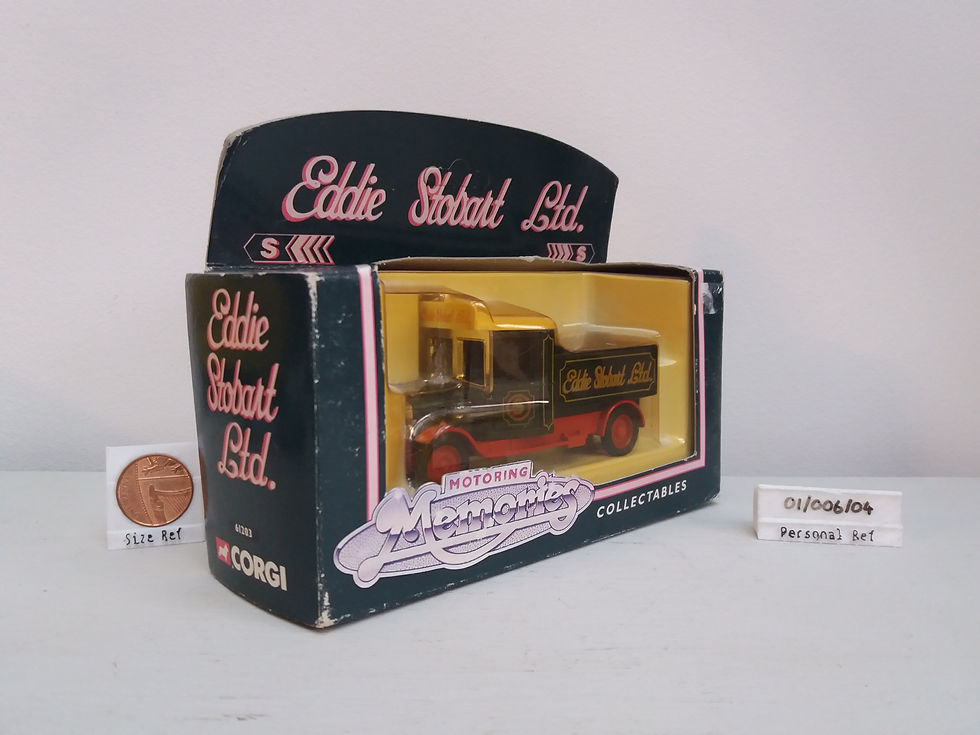 Eddie Stobart Ltd.
S S
Eddie
Stobart
Ltd.
61203
CORGI
Eddie Stobart Ltd.
MOTORING
Memories
COLLECTABLES
Size Ref
01/006/04
Personal Ref